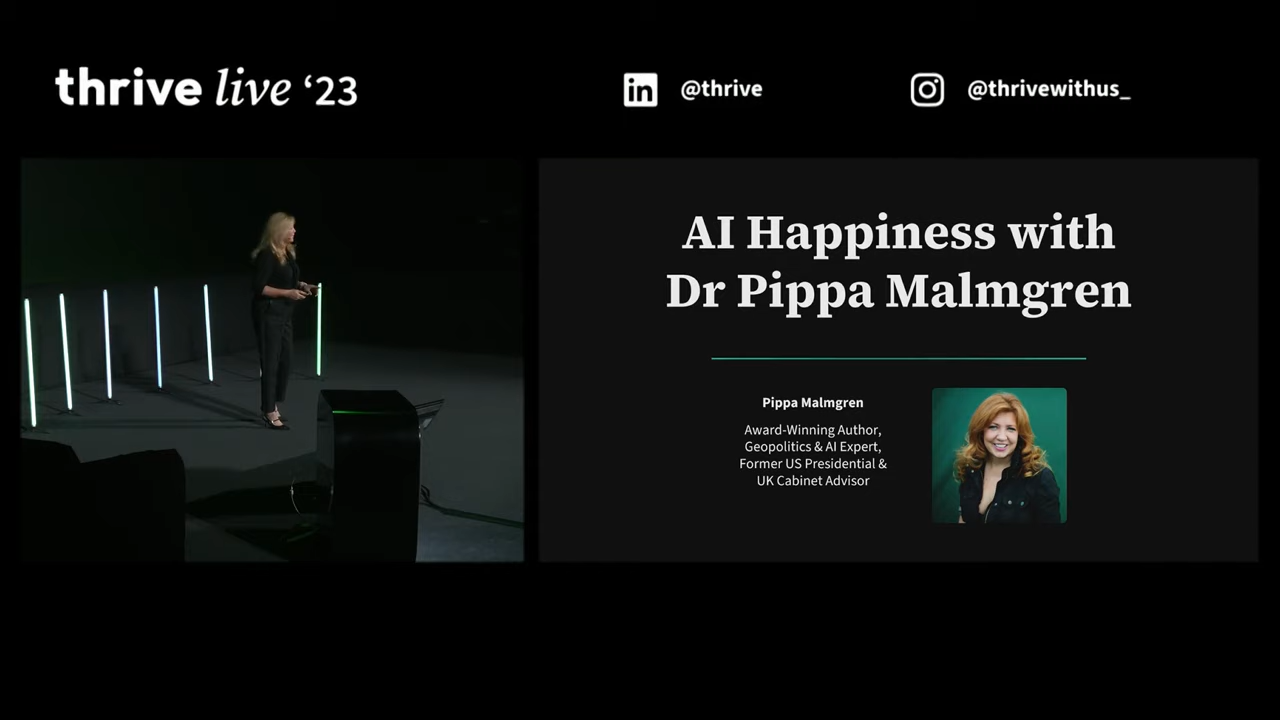 thrive live ‘23
in @thrive
@thrivewithus_
AI Happiness with
Dr Pippa Malmgren
Pippa Malmgren
Award-Winning Author,
Geopolitics & AI Expert,
Former US Presidential &
UK Cabinet Advisor